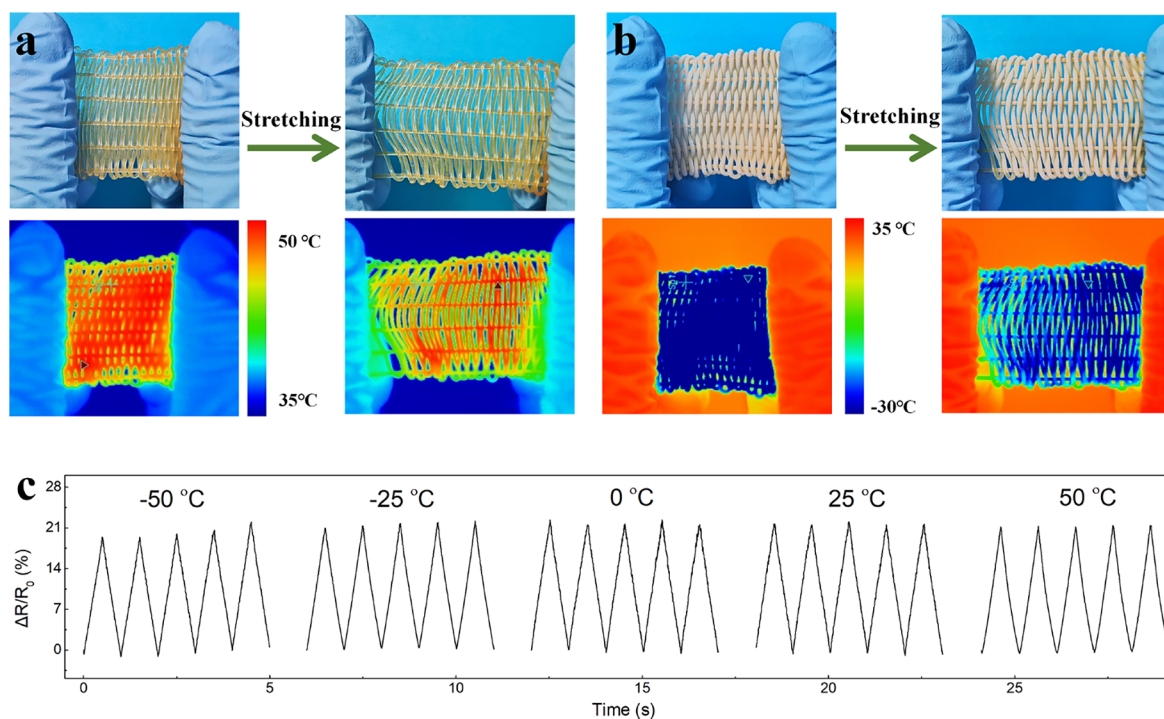 a
Stretching
b
Stretching
50 ℃
35℃
35 ℃
-30℃
c
28
21
14
7
0
ΔR/R₀ (%)
-50 °C
-25 °C
0 °C
25 °C
50 °C
0
5
10
15
20
25
Time (s)